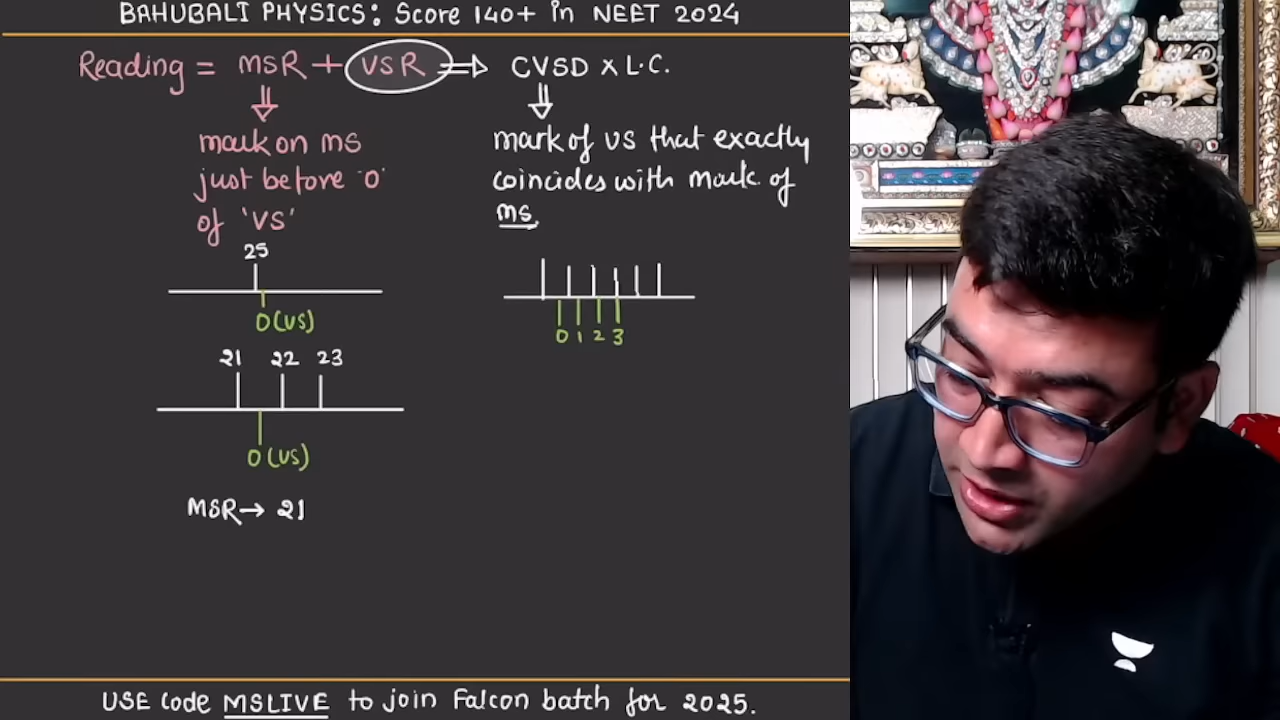 BAHUBALI PHYSICS: Score 140+ in NEET 2024
Reading = MSR + VSR ⇒ CVSD x L.C.
mark on MS
just before '0'
of 'VS'
mark of VS that exactly
coincides with mark of
MS.
25
0(VS)
0 1 2 3
21 22 23
0(VS)
MSR→ 21
USE Code MSLIVE to join Falcon batch for 2025.